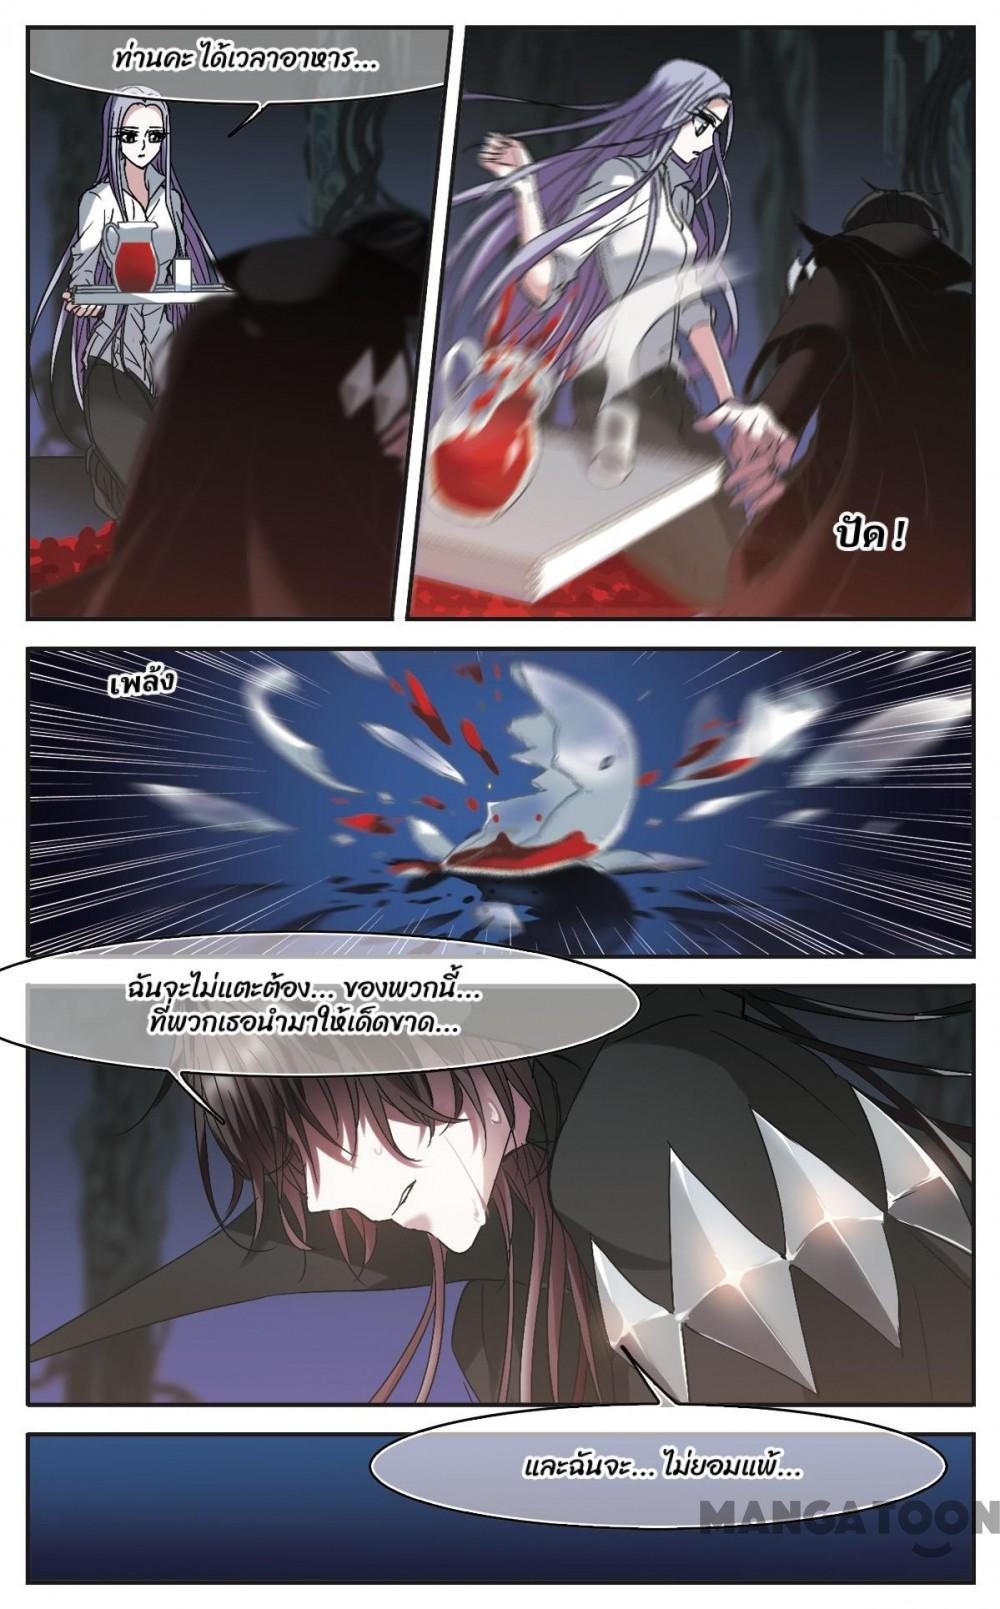 ท่านคะ ได้เวลาอาหาร...
ปัด !
เพล้ง
ฉันจะไม่แตะต้อง... ของพวกนี้...
ที่พวกเธอนำมาให้เด็ดขาด...
และฉันจะ... ไม่ยอมแพ้...
MANGATOON